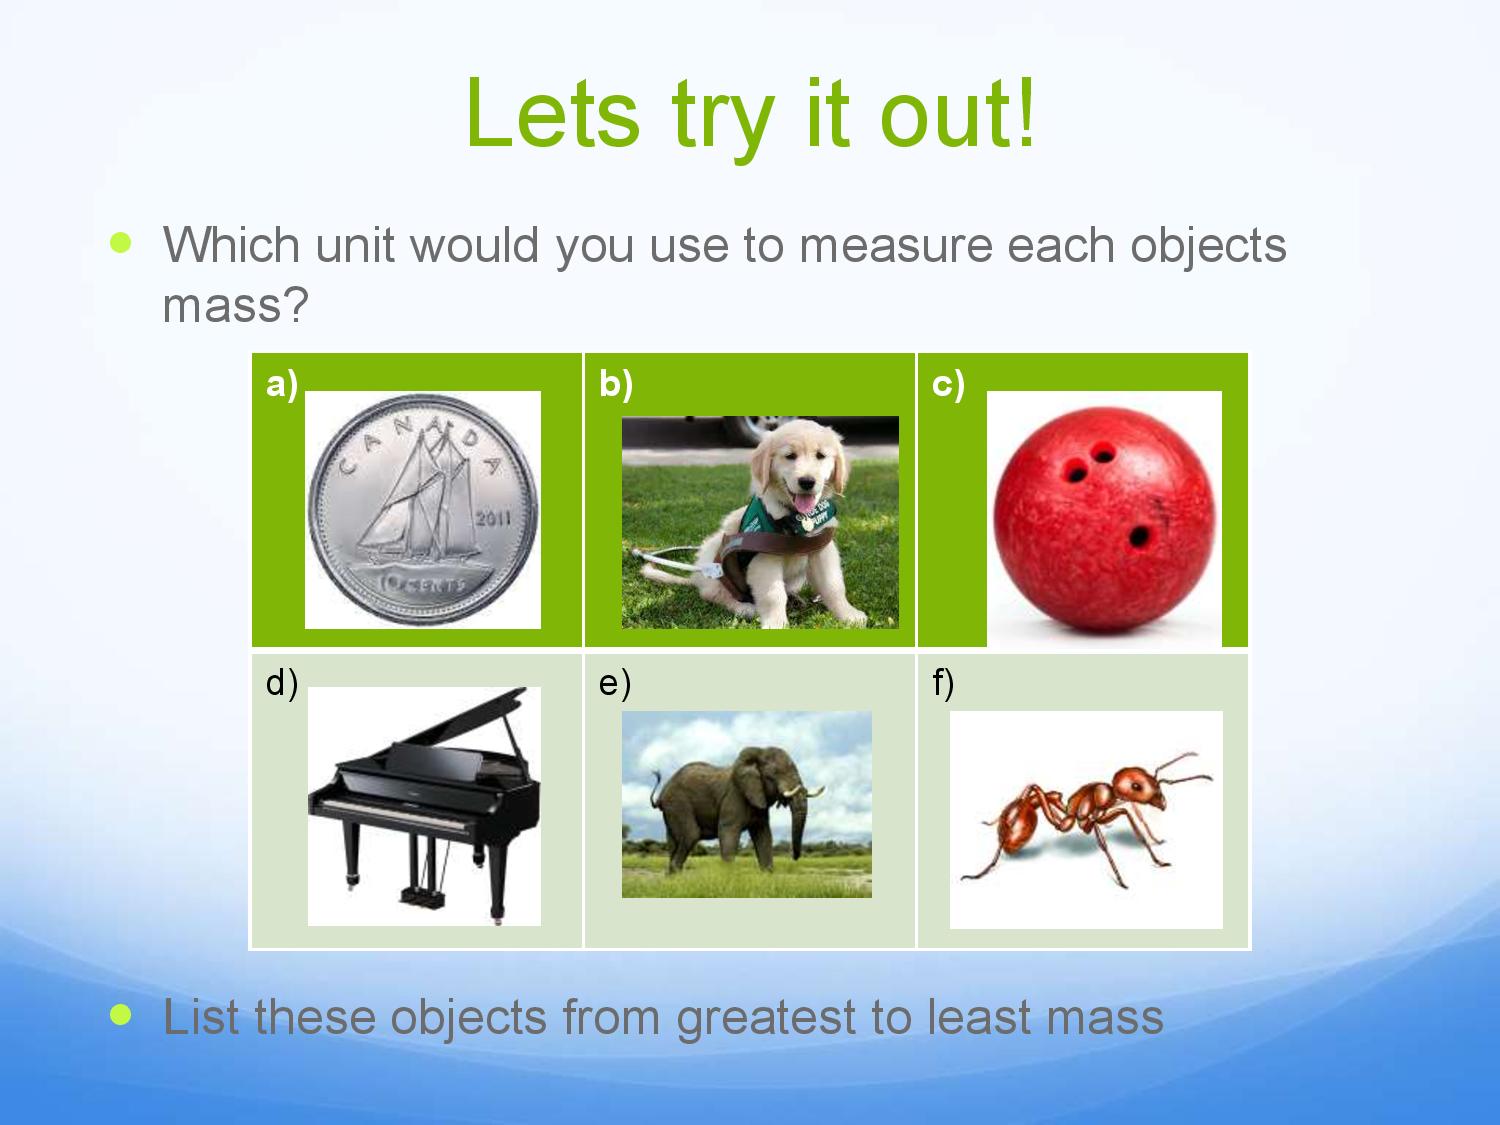 Lets try it out!
Which unit would you use to measure each objects
mass?
a)
CANADA
2011
10 CENTS
b)
c)
d)
e)
f)
List these objects from greatest to least mass